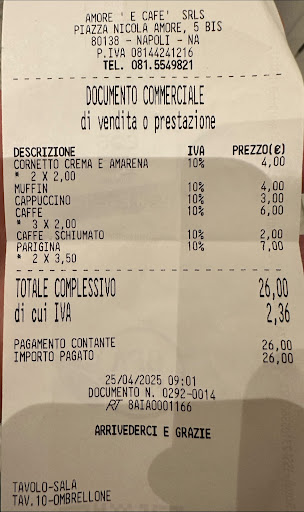 AMORE ' E CAFE' SRLS
PIAZZA NICOLA AMORE, 5 BIS
80138 - NAPOLI - NA
P.IVA 08144241216
TEL. 081.5549821
DOCUMENTO COMMERCIALE
di vendita o prestazione
DESCRIZIONE IVA PREZZO(€)
CORNETTO CREMA E AMARENA 10% 4,00
* 2 X 2,00
MUFFIN 10% 4,00
CAPPUCCINO 10% 3,00
CAFFE 10% 6,00
* 3 X 2,00
CAFFE SCHIUMATO 10% 2,00
PARIGINA 10% 7,00
* 2 X 3,50
TOTALE COMPLESSIVO 26,00
di cui IVA 2,36
PAGAMENTO CONTANTE 26,00
IMPORTO PAGATO 26,00
25/04/2025 09:01
DOCUMENTO N. 0292-0014
RT 8AIAO001166
ARRIVEDERCI E GRAZIE
TAVOLO-SALA
TAV.10-OMBRELLONE